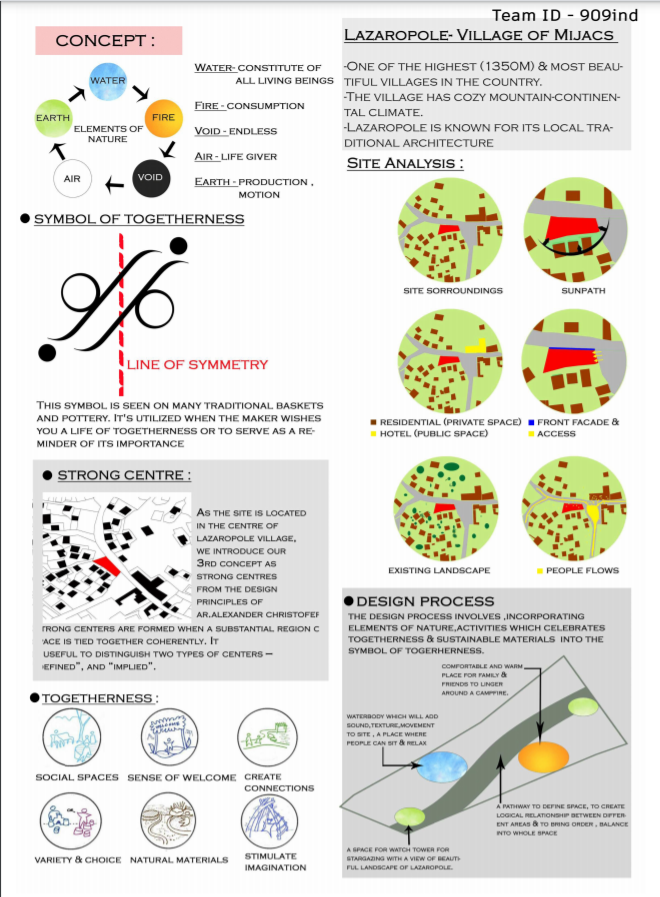 Team ID - 909ind
CONCEPT :
WATER
FIRE
VOID
AIR
EARTH
ELEMENTS OF
NATURE
WATER- CONSTITUTE OF
ALL LIVING BEINGS
FIRE - CONSUMPTION
VOID - ENDLESS
AIR - LIFE GIVER
EARTH - PRODUCTION ,
MOTION
SYMBOL OF TOGETHERNESS
LINE OF SYMMETRY
THIS SYMBOL IS SEEN ON MANY TRADITIONAL BASKETS
AND POTTERY. IT'S UTILIZED WHEN THE MAKER WISHES
YOU A LIFE OF TOGETHERNESS OR TO SERVE AS A RE-
MINDER OF ITS IMPORTANCE
STRONG CENTRE :
AS THE SITE IS LOCATED
IN THE CENTRE OF
LAZAROPOLE VILLAGE,
WE INTRODUCE OUR
3RD CONCEPT AS
STRONG CENTRES
FROM THE DESIGN
PRINCIPLES OF
AR.ALEXANDER CHRISTOFER
TRONG CENTERS ARE FORMED WHEN A SUBSTANTIAL REGION O
ACE IS TIED TOGETHER COHERENTLY. IT
USEFUL TO DISTINGUISH TWO TYPES OF CENTERS –
EFINED", AND "IMPLIED".
TOGETHERNESS :
SOCIAL SPACES
SENSE OF WELCOME
CREATE
CONNECTIONS
VARIETY & CHOICE
NATURAL MATERIALS
STIMULATE
IMAGINATION
LAZAROPOLE- VILLAGE OF MIJACS
-ONE OF THE HIGHEST (1350M) & MOST BEAU-
TIFUL VILLAGES IN THE COUNTRY.
-THE VILLAGE HAS COZY MOUNTAIN-CONTINEN-
TAL CLIMATE.
-LAZAROPOLE IS KNOWN FOR ITS LOCAL TRA-
DITIONAL ARCHITECTURE
SITE ANALYSIS :
SITE SORROUNDINGS
SUNPATH
RESIDENTIAL (PRIVATE SPACE)
HOTEL (PUBLIC SPACE)
FRONT FACADE &
ACCESS
EXISTING LANDSCAPE
PEOPLE FLOWS
DESIGN PROCESS
THE DESIGN PROCESS INVOLVES ,INCORPORATING
ELEMENTS OF NATURE,ACTIVITIES WHICH CELEBRATES
TOGETHERNESS & SUSTAINABLE MATERIALS INTO THE
SYMBOL OF TOGERHERNESS.
COMFORTABLE AND WARM
PLACE FOR FAMILY &
FRIENDS TO LINGER
AROUND A CAMPFIRE.
WATERBODY WHICH WILL ADD
SOUND,TEXTURE,MOVEMENT
TO SITE , A PLACE WHERE
PEOPLE CAN SIT & RELAX
A PATHWAY TO DEFINE SPACE, TO CREATE
LOGICAL RELATIONSHIP BETWEEN DIFFER-
ENT AREAS & TO BRING ORDER , BALANCE
INTO WHOLE SPACE
A SPACE FOR WATCH TOWER FOR
STARGAZING WITH A VIEW OF BEAUTI-
FUL LANDSCAPE OF LAZAROPOLE.